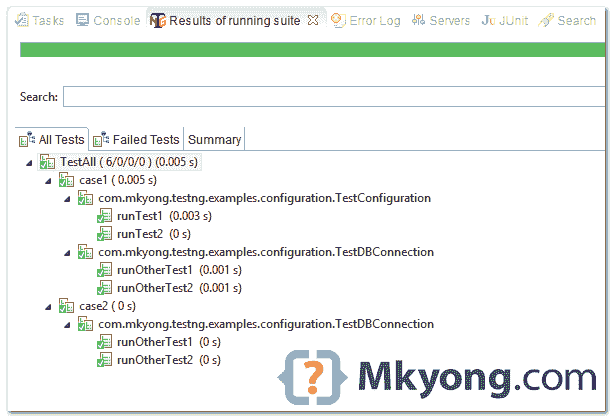 Tasks Console Results of running suite Error Log Servers JUnit Search
Search:
All Tests Failed Tests Summary
TestAll ( 6/0/0/0 ) (0.005 s)
case1 ( 0.005 s)
com.mkyong.testng.examples.configuration.TestConfiguration
runTest1 (0.003 s)
runTest2 (0 s)
com.mkyong.testng.examples.configuration.TestDBConnection
runOtherTest1 (0.001 s)
runOtherTest2 (0.001 s)
case2 ( 0 s)
com.mkyong.testng.examples.configuration.TestDBConnection
runOtherTest1 (0 s)
runOtherTest2 (0 s)
{?} Mkyong.com